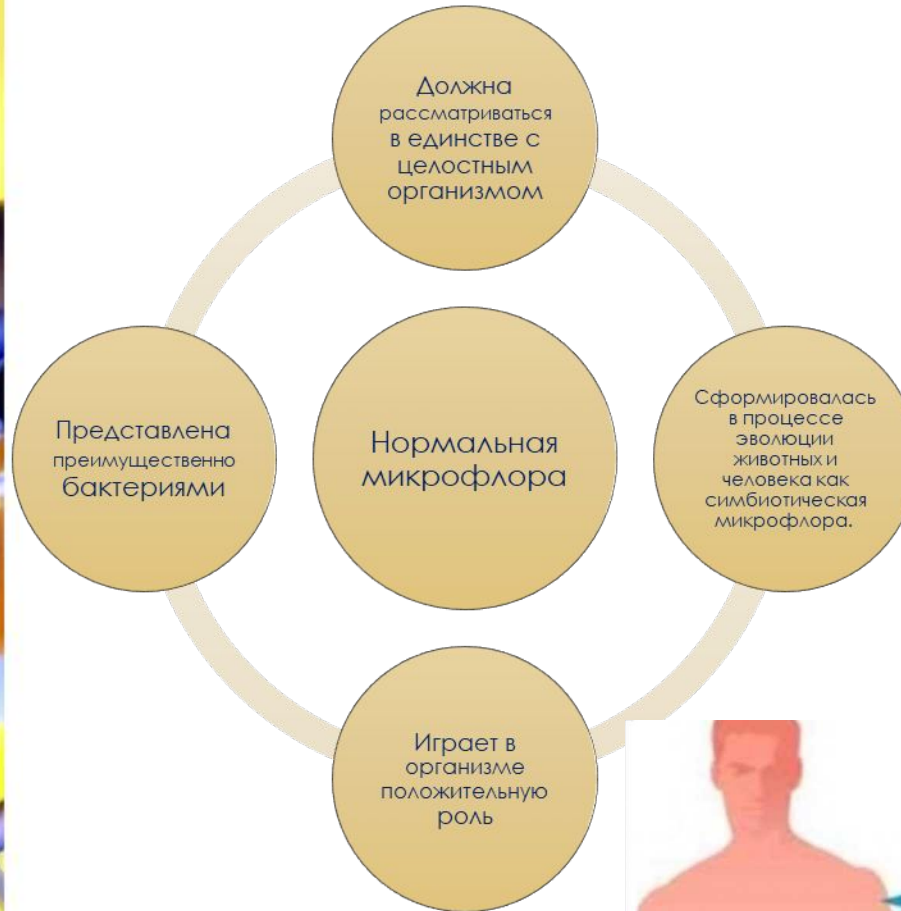 Должна
рассматриваться
в единстве с
целостным
организмом
Представлена
преимущественно
бактериями
Нормальная
микрофлора
Сформировалась
в процессе
эволюции
животных и
человека как
симбиотическая
микрофлора.
Играет в
организме
положительную
роль